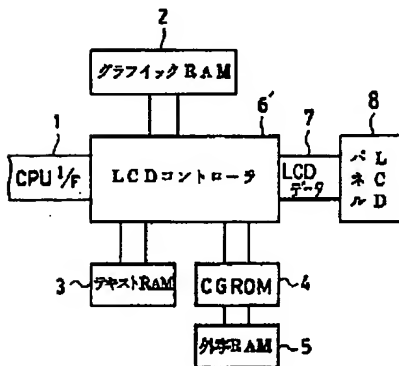 2
グラフィックRAM
6′
7
8
1
CPU I/F
LCDコントローラ
LCD
データ
LCD
パネル
3
テキストRAM
CGROM
4
外字RAM
5